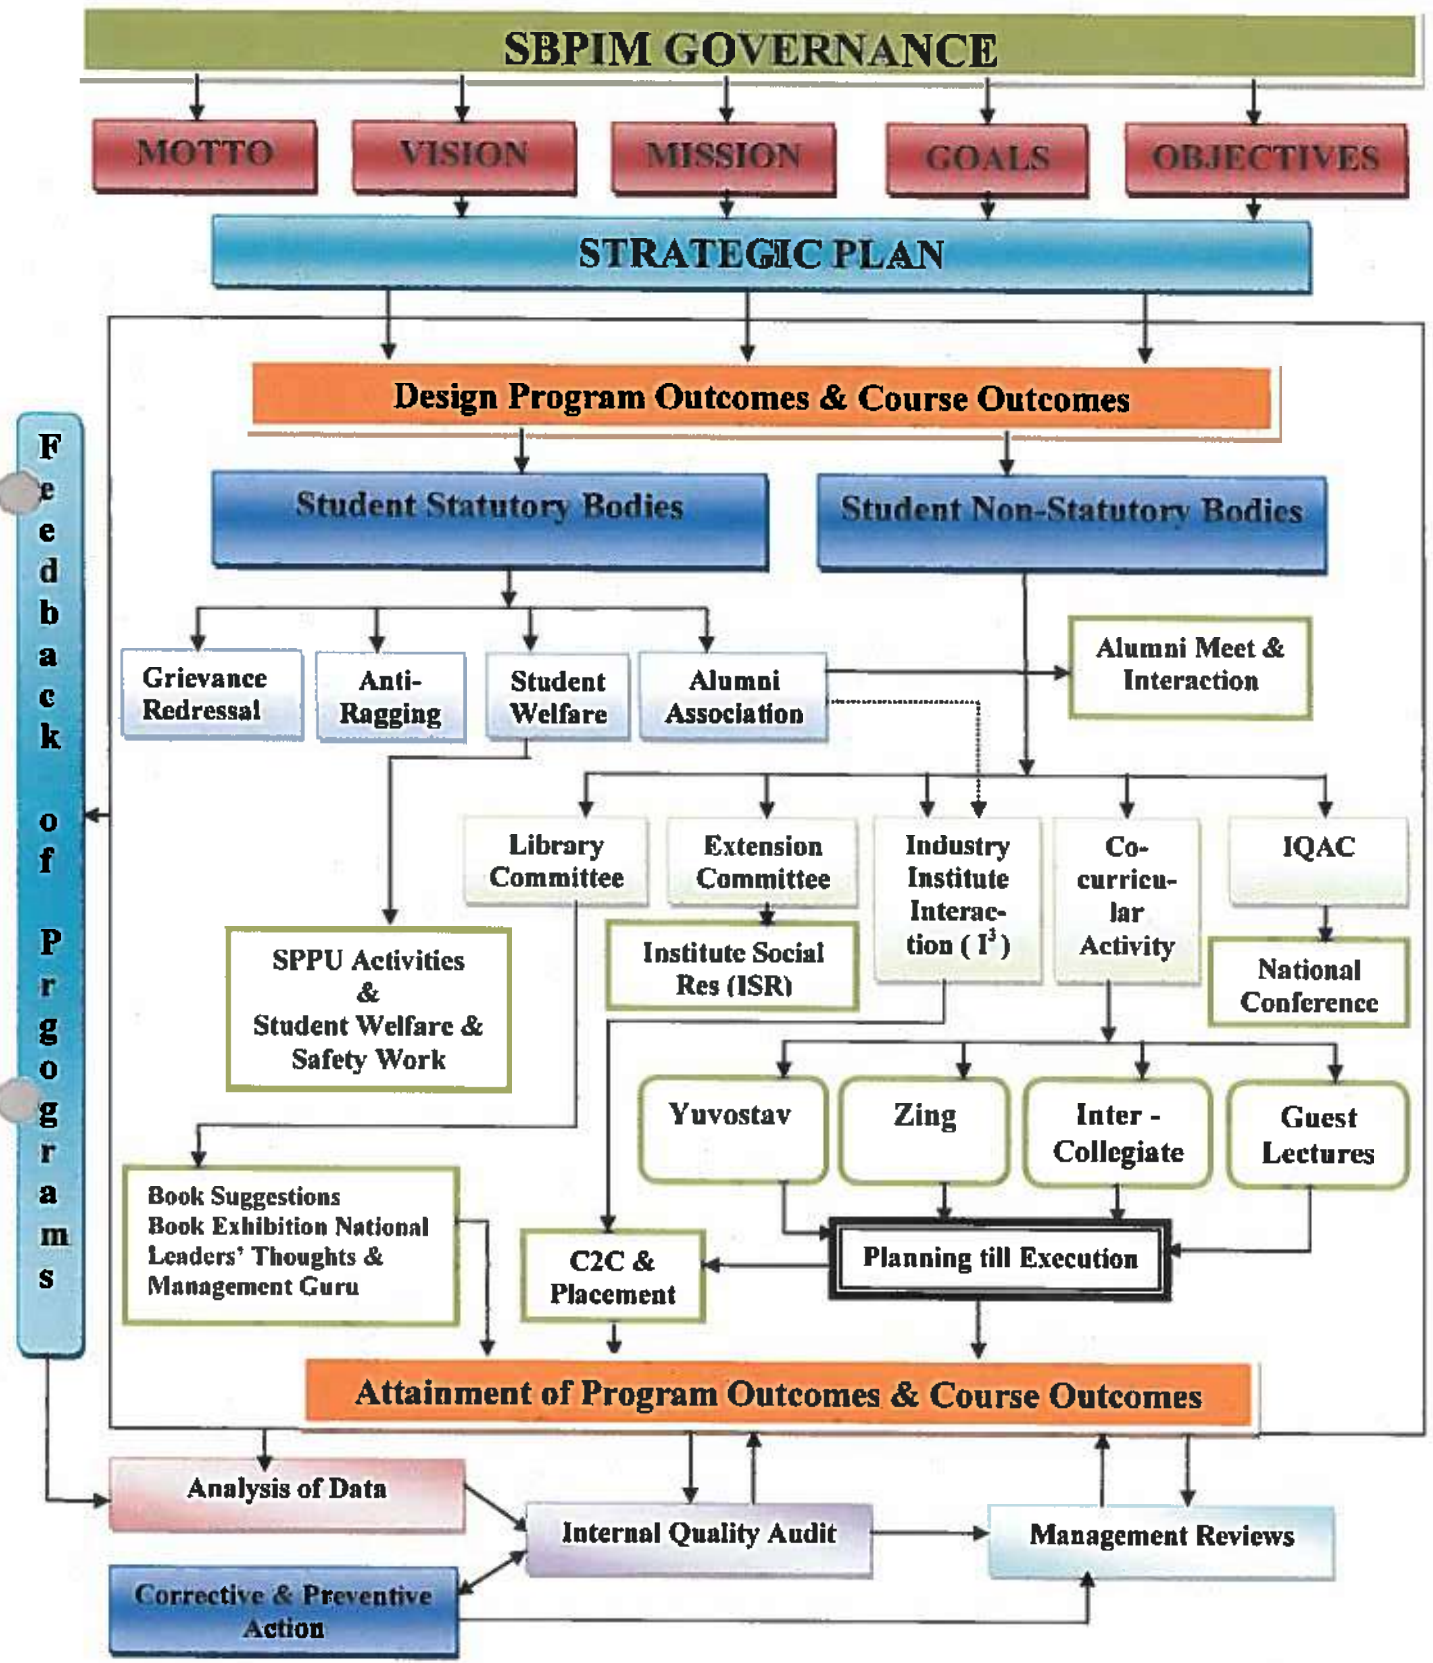 SBPIM GOVERNANCE
MOTTO
VISION
MISSION
GOALS
OBJECTIVES
STRATEGIC PLAN
Design Program Outcomes & Course Outcomes
Student Statutory Bodies
Student Non-Statutory Bodies
Alumni Meet &
Interaction
Grievance
Redressal
Anti-
Ragging
Student
Welfare
Alumni
Association
Library
Committee
Extension
Committee
Industry
Institute
Interac-
tion ( I³ )
Co-
curricu-
lar
Activity
IQAC
Institute Social
Res (ISR)
National
Conference
SPPU Activities
&
Student Welfare &
Safety Work
Yuvostav
Zing
Inter -
Collegiate
Guest
Lectures
Book Suggestions
Book Exhibition National
Leaders' Thoughts &
Management Guru
C2C &
Placement
Planning till Execution
Attainment of Program Outcomes & Course Outcomes
Feedback of Prgograms
Analysis of Data
Internal Quality Audit
Management Reviews
Corrective & Preventive
Action